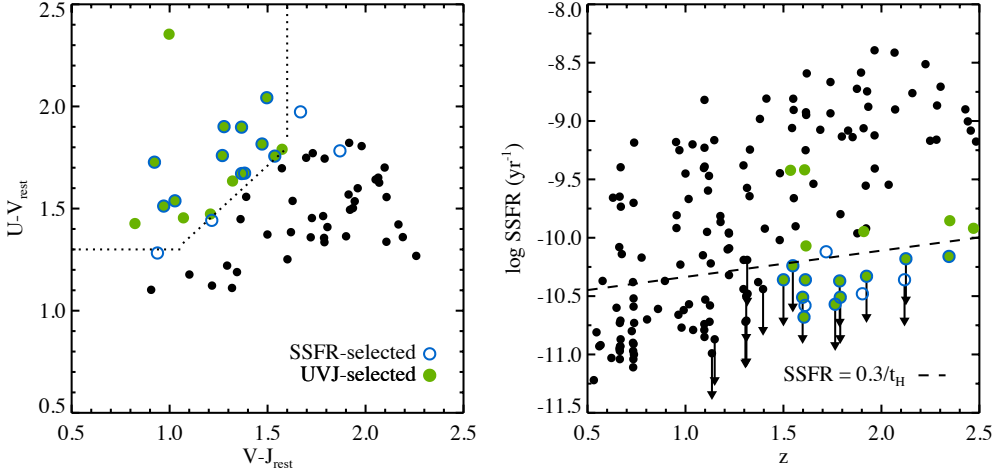 2.5
2.0
1.5
1.0
0.5
U-V_rest
SSFR-selected
UVJ-selected
0.5 1.0 1.5 2.0 2.5
V-J_rest
-8.0
-8.5
-9.0
-9.5
-10.0
-10.5
-11.0
-11.5
log SSFR (yr^-1)
SSFR = 0.3/t_H
0.5 1.0 1.5 2.0 2.5
z